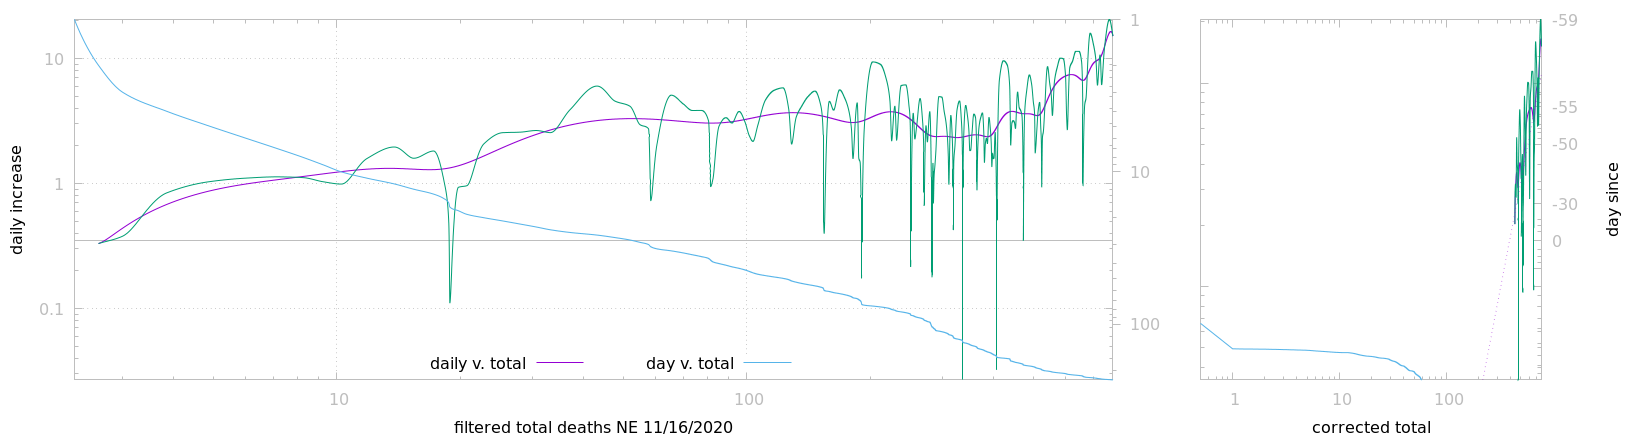 daily increase
10
1
0.1
daily v. total
day v. total
10
100
filtered total deaths NE 11/16/2020
1
10
100
1
10
100
corrected total
-59
-55
-50
-30
0
day since